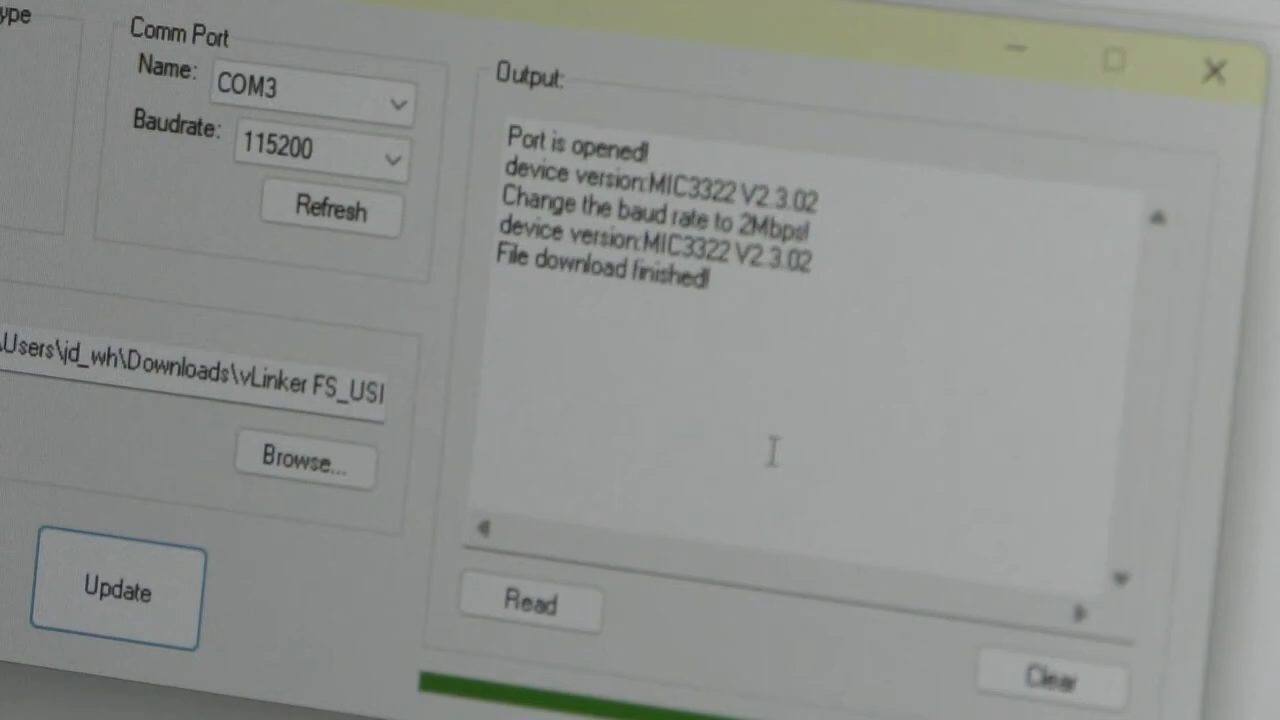 ype
Comm Port
Name: COM3
Baudrate: 115200
Refresh
\Users\jd_wh\Downloads\vLinker FS_USI
Browse...
Update
Output:
Port is opened!
device version:MIC3322 V2.3.02
Change the baud rate to 2Mbps!
device version:MIC3322 V2.3.02
File download finished!
Read
Clear